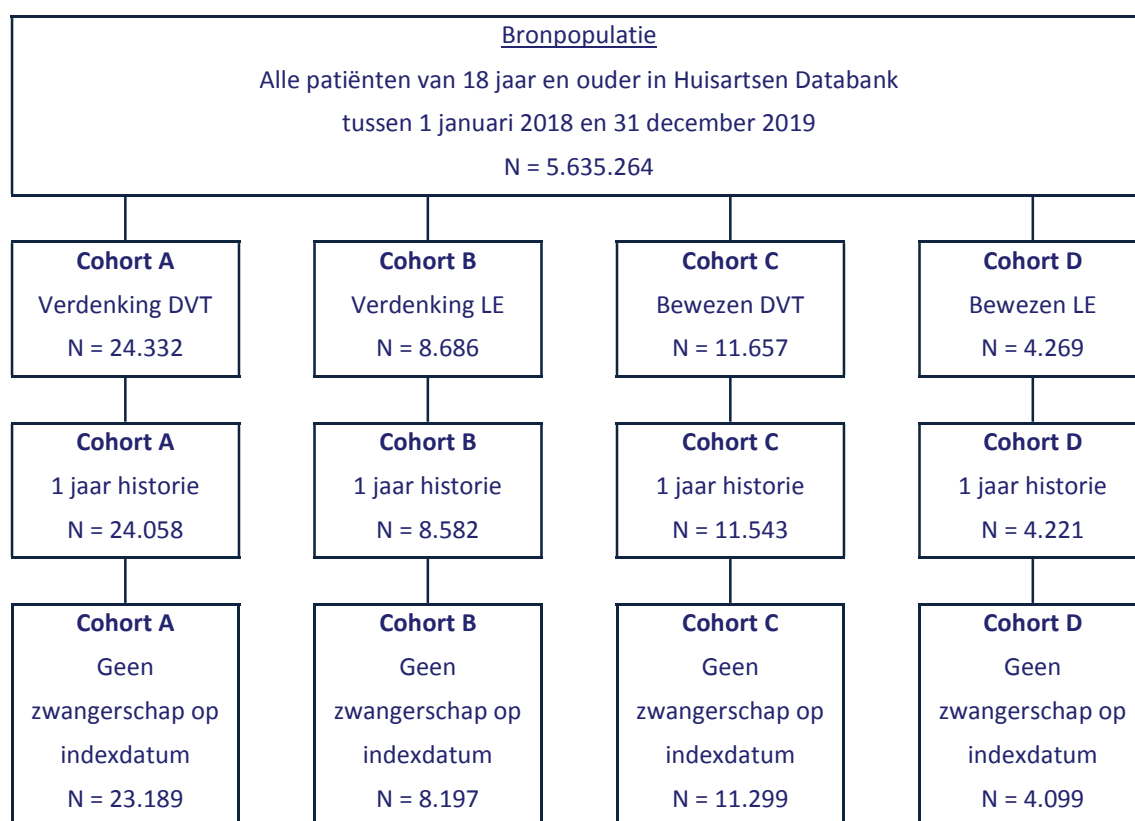 Bronpopulatie
Alle patiënten van 18 jaar en ouder in Huisartsen Databank
tussen 1 januari 2018 en 31 december 2019
N = 5.635.264
Cohort A
Verdenking DVT
N = 24.332
Cohort B
Verdenking LE
N = 8.686
Cohort C
Bewezen DVT
N = 11.657
Cohort D
Bewezen LE
N = 4.269
Cohort A
1 jaar historie
N = 24.058
Cohort B
1 jaar historie
N = 8.582
Cohort C
1 jaar historie
N = 11.543
Cohort D
1 jaar historie
N = 4.221
Cohort A
Geen
zwangerschap op
indexdatum
N = 23.189
Cohort B
Geen
zwangerschap op
indexdatum
N = 8.197
Cohort C
Geen
zwangerschap op
indexdatum
N = 11.299
Cohort D
Geen
zwangerschap op
indexdatum
N = 4.099